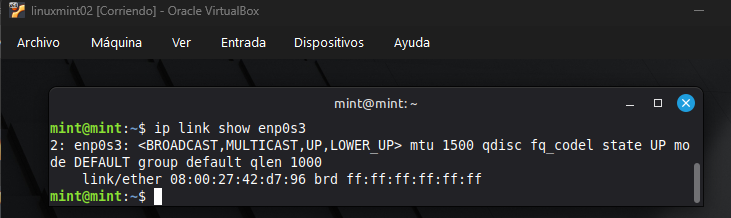 linuxmint02 [Corriendo] - Oracle VirtualBox
Archivo Máquina Ver Entrada Dispositivos Ayuda
mint@mint: ~
mint@mint:~$ ip link show enp0s3
2: enp0s3: <BROADCAST,MULTICAST,UP,LOWER_UP> mtu 1500 qdisc fq_codel state UP mo
de DEFAULT group default qlen 1000
    link/ether 08:00:27:42:d7:96 brd ff:ff:ff:ff:ff:ff
mint@mint:~$